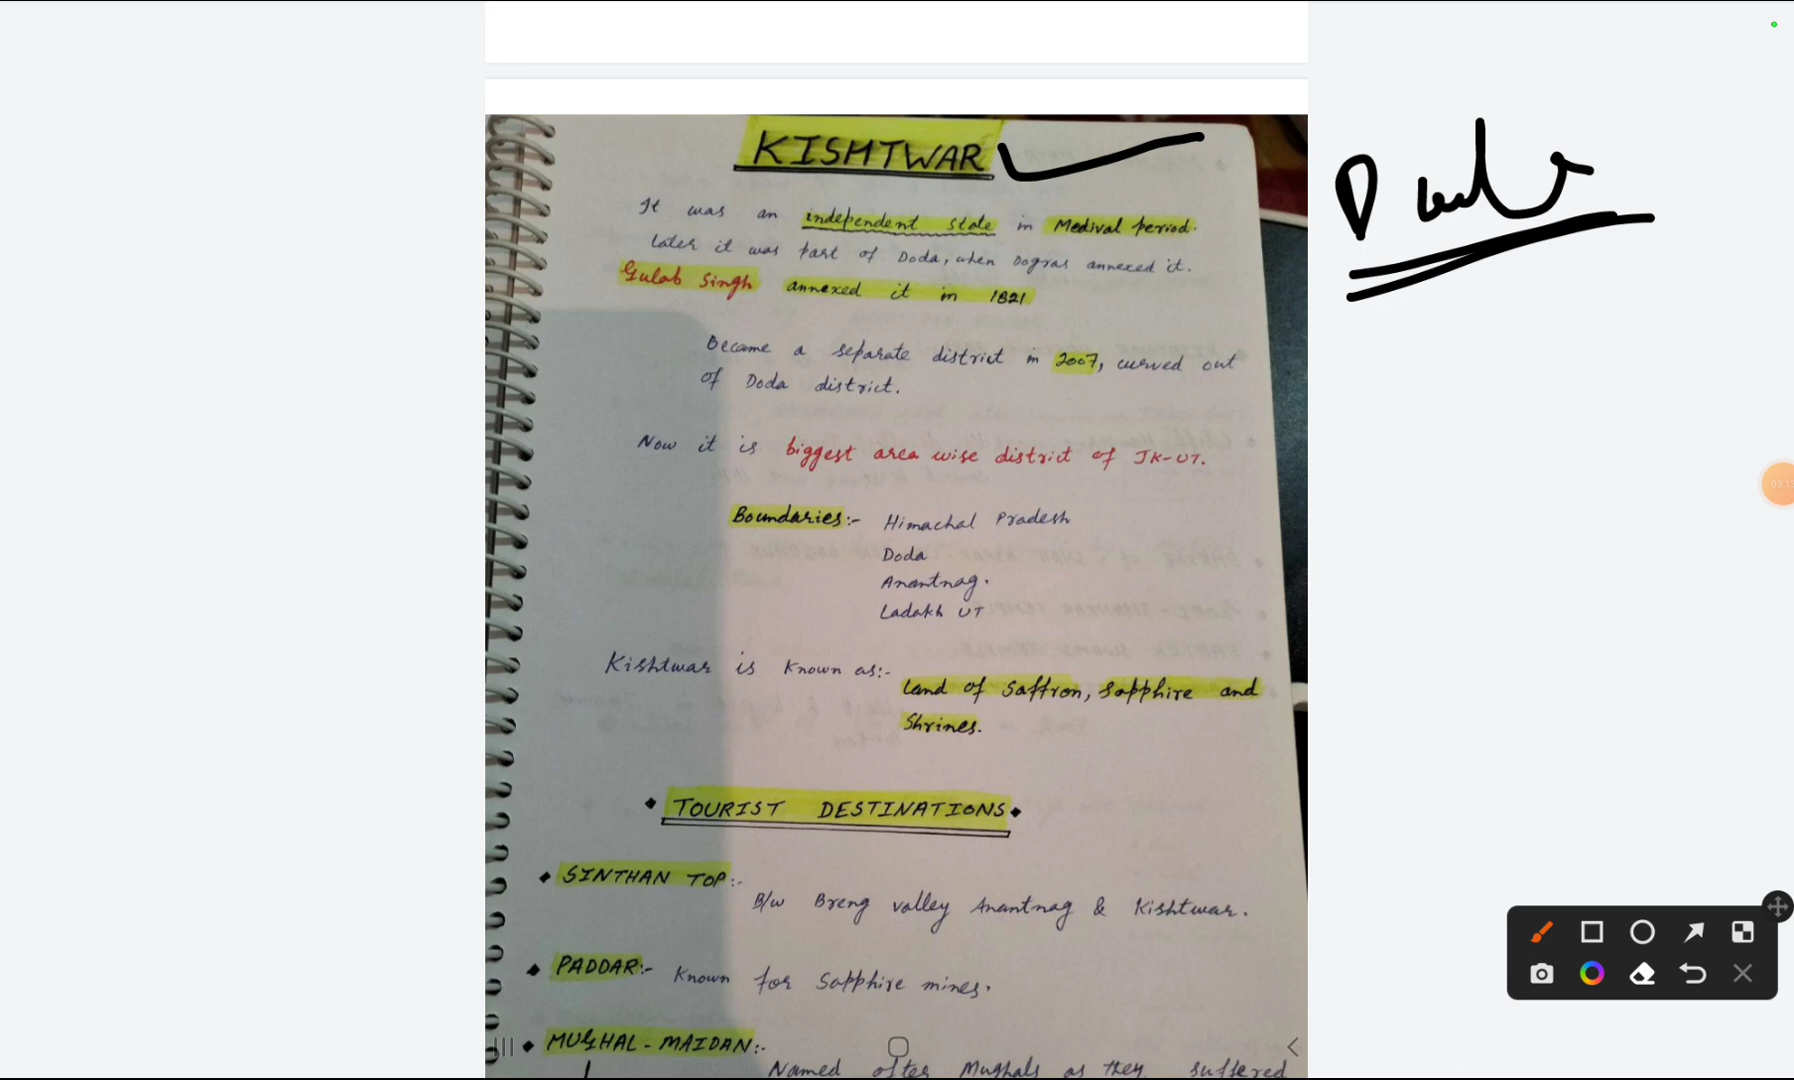 KISHTWAR
It was an independent state in Medival period.
later it was part of Doda, when Dogras annexed it.
Gulab Singh annexed it in 1821
Became a separate district in 2007, curved out
of Doda district.
Now it is biggest area wise district of JK-UT.
Boundaries:- Himachal Pradesh
Doda
Anantnag.
Ladakh UT
Kishtwar is known as:-
Land of Saffron, Sapphire and
Shrines.
TOURIST DESTINATIONS
SINTHAN TOP:-
B/w Breng valley Anantnag & Kishtwar.
PADDAR:- Known for Sapphire mines.
MUGHAL-MAIDAN:-
Named after Mughals as they suffered
03:1